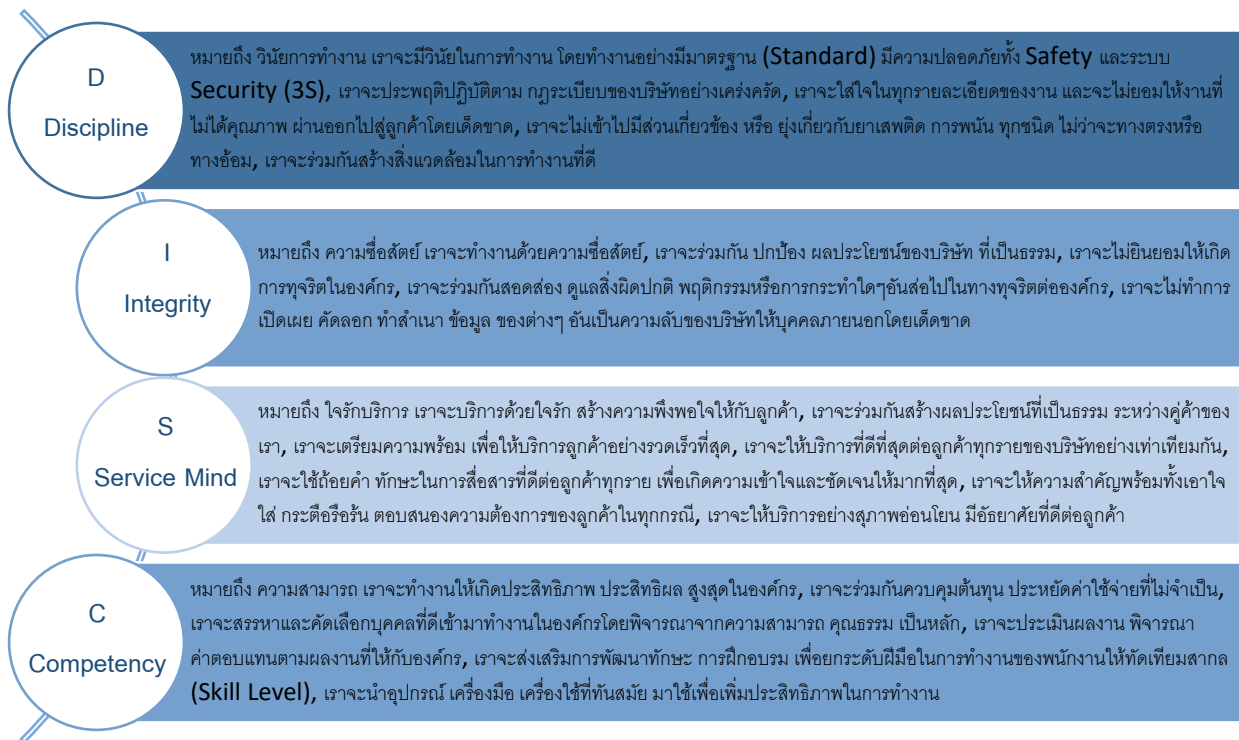 D
Discipline
หมายถึง วินัยการทำงาน เราจะมีวินัยในการทำงาน โดยทำงานอย่างมีมาตรฐาน (Standard) มีความปลอดภัยทั้ง Safety และระบบ
Security (3S), เราจะประพฤติปฏิบัติตาม กฎระเบียบของบริษัทอย่างเคร่งครัด, เราจะใส่ใจในทุกรายละเอียดของงาน และจะไม่ยอมให้งานที่
ไม่ได้คุณภาพ ผ่านออกไปสู่ลูกค้าโดยเด็ดขาด, เราจะไม่เข้าไปมีส่วนเกี่ยวข้อง หรือ ยุ่งเกี่ยวกับยาเสพติด การพนัน ทุกชนิด ไม่ว่าจะทางตรงหรือ
ทางอ้อม, เราจะร่วมกันสร้างสิ่งแวดล้อมในการทำงานที่ดี
I
Integrity
หมายถึง ความซื่อสัตย์ เราจะทำงานด้วยความซื่อสัตย์, เราจะร่วมกัน ปกป้อง ผลประโยชน์ของบริษัท ที่เป็นธรรม, เราจะไม่ยินยอมให้เกิด
การทุจริตในองค์กร, เราจะร่วมกันสอดส่อง ดูแลสิ่งผิดปกติ พฤติกรรมหรือการกระทำใดๆอันส่อไปในทางทุจริตต่อองค์กร, เราจะไม่ทำการ
เปิดเผย คัดลอก ทำสำเนา ข้อมูล ของต่างๆ อันเป็นความลับของบริษัทให้บุคคลภายนอกโดยเด็ดขาด
S
Service Mind
หมายถึง ใจรักบริการ เราจะบริการด้วยใจรัก สร้างความพึงพอใจให้กับลูกค้า, เราจะร่วมกันสร้างผลประโยชน์ที่เป็นธรรม ระหว่างคู่ค้าของ
เรา, เราจะเตรียมความพร้อม เพื่อให้บริการลูกค้าอย่างรวดเร็วที่สุด, เราจะให้บริการที่ดีที่สุดต่อลูกค้าทุกรายของบริษัทอย่างเท่าเทียมกัน,
เราจะใช้ถ้อยคำ ทักษะในการสื่อสารที่ดีต่อลูกค้าทุกราย เพื่อเกิดความเข้าใจและชัดเจนให้มากที่สุด, เราจะให้ความสำคัญพร้อมทั้งเอาใจ
ใส่ กระตือรือร้น ตอบสนองความต้องการของลูกค้าในทุกกรณี, เราจะให้บริการอย่างสุภาพอ่อนโยน มีอัธยาศัยที่ดีต่อลูกค้า
C
Competency
หมายถึง ความสามารถ เราจะทำงานให้เกิดประสิทธิภาพ ประสิทธิผล สูงสุดในองค์กร, เราจะร่วมกันควบคุมต้นทุน ประหยัดค่าใช้จ่ายที่ไม่จำเป็น,
เราจะสรรหาและคัดเลือกบุคคลที่ดีเข้ามาทำงานในองค์กรโดยพิจารณาจากความสามารถ คุณธรรม เป็นหลัก, เราจะประเมินผลงาน พิจารณา
ค่าตอบแทนตามผลงานที่ให้กับองค์กร, เราจะส่งเสริมการพัฒนาทักษะ การฝึกอบรม เพื่อยกระดับฝีมือในการทำงานของพนักงานให้ทัดเทียมสากล
(Skill Level), เราจะนำอุปกรณ์ เครื่องมือ เครื่องใช้ที่ทันสมัย มาใช้เพื่อเพิ่มประสิทธิภาพในการทำงาน